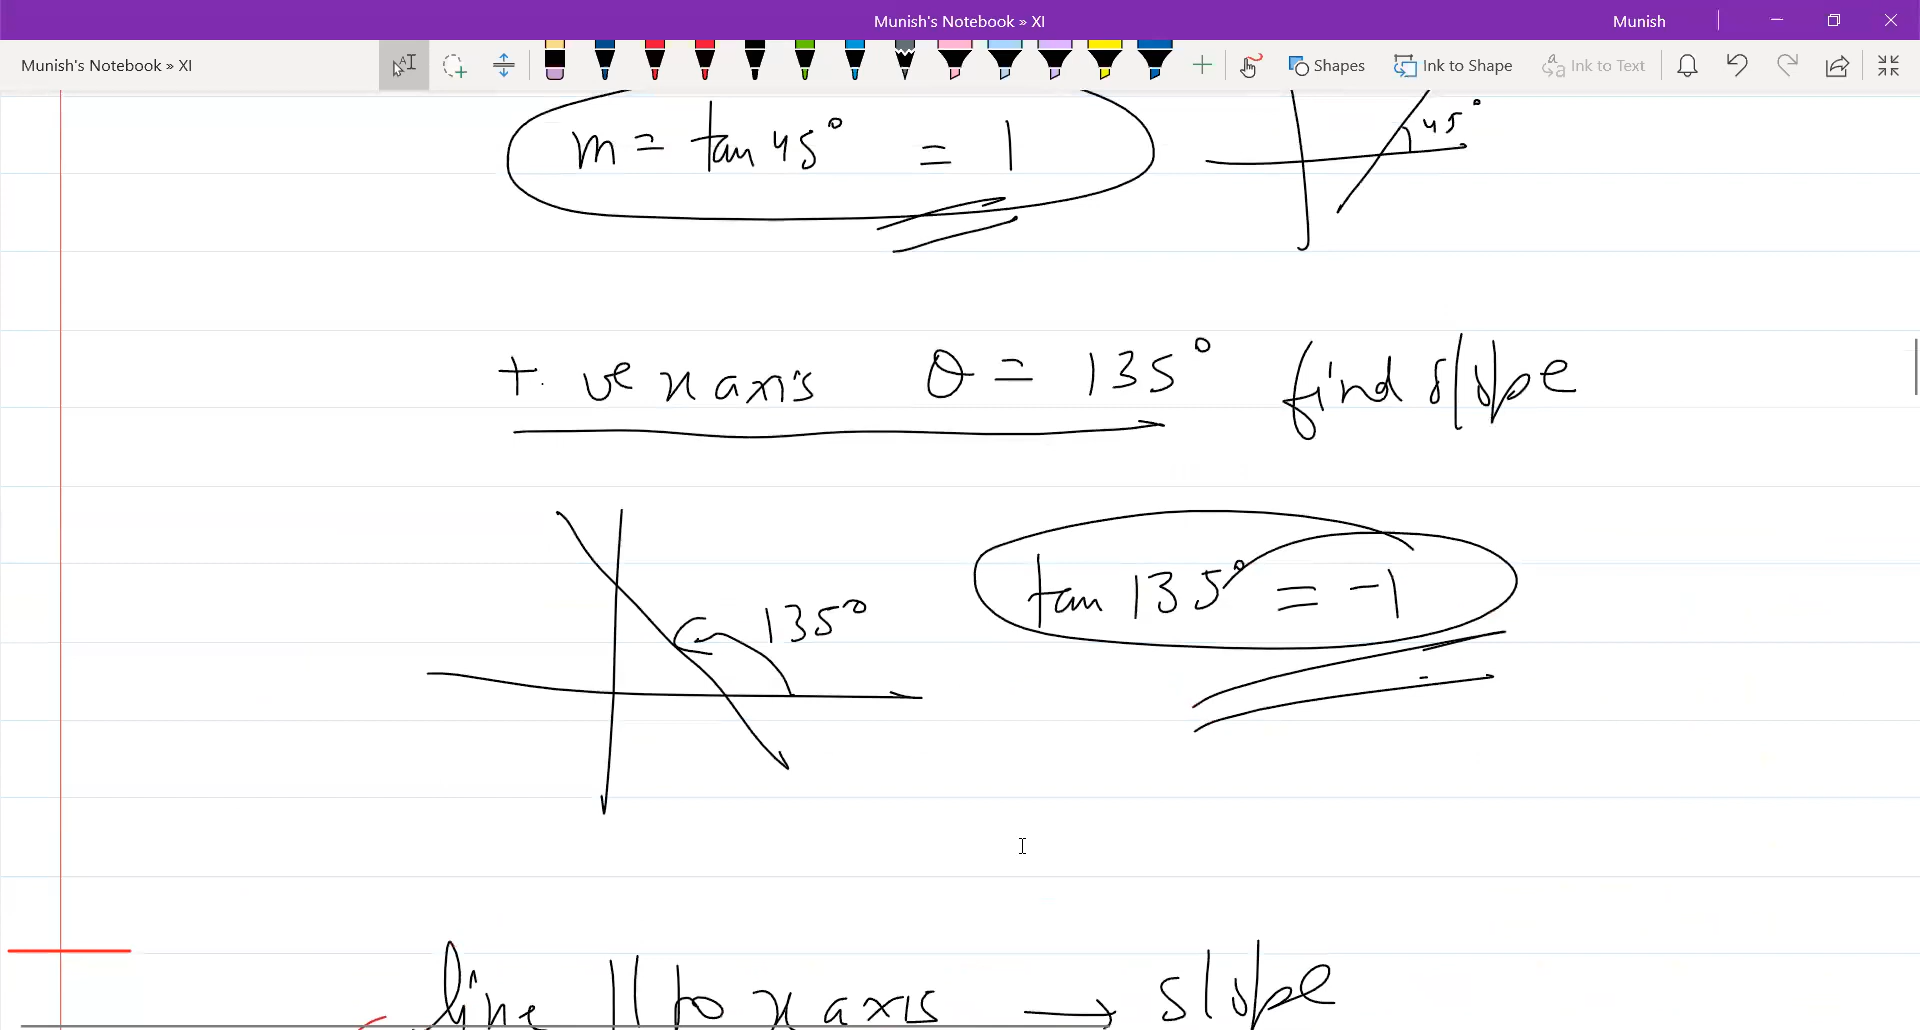 Munish's Notebook » XI
Munish
Munish's Notebook » XI
Shapes
Ink to Shape
Ink to Text
m = tan 45° = 1
45°
+ ve x axis θ = 135° find slope
135°
tan 135° = -1
line || to x axis → slope